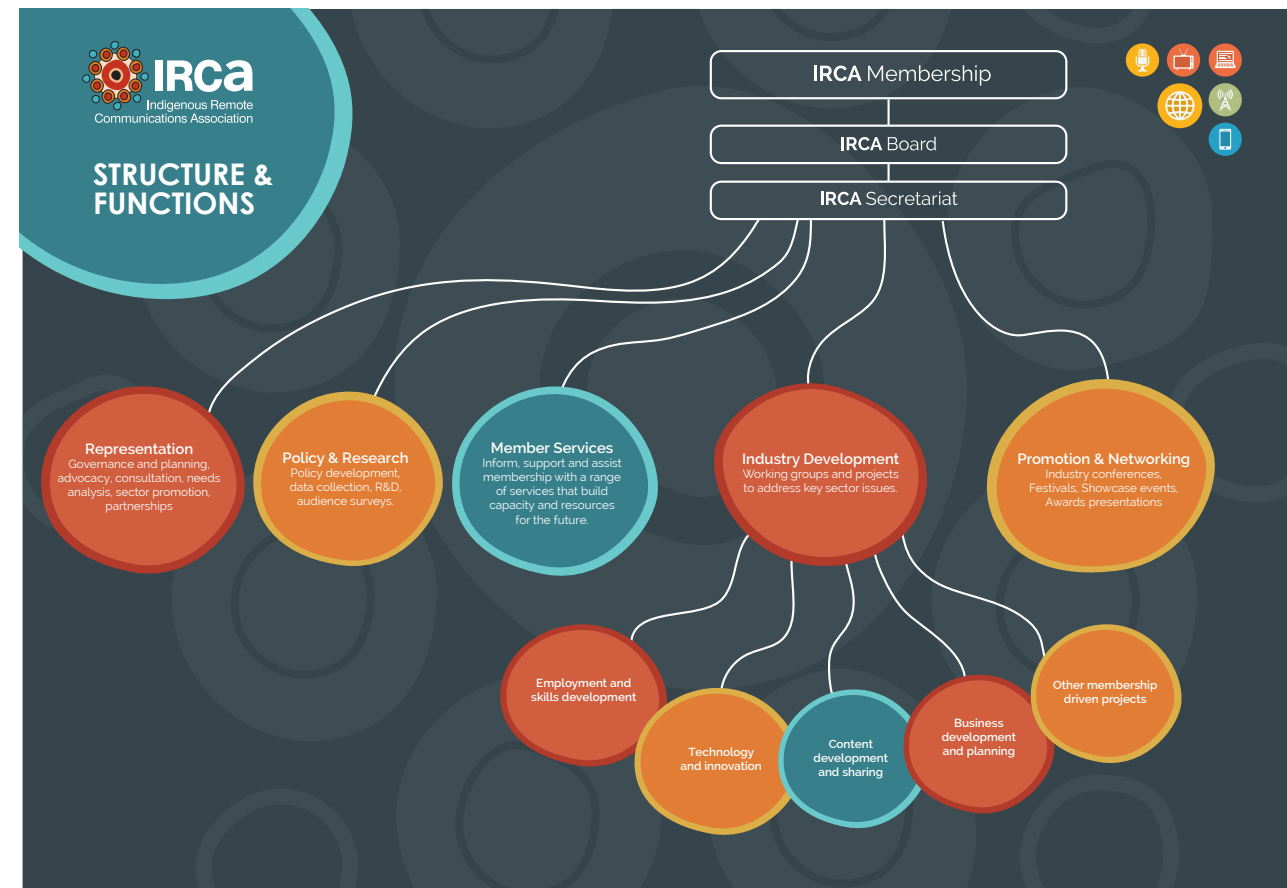 IRCA
Indigenous Remote
Communications Association
STRUCTURE &
FUNCTIONS
IRCA Membership
IRCA Board
IRCA Secretariat
Representation
Governance and planning,
advocacy, consultation, needs
analysis, sector promotion,
partnerships
Policy & Research
Policy development,
data collection, R&D,
audience surveys.
Member Services
Inform, support and assist
membership with a range
of services that build
capacity and resources
for the future.
Industry Development
Working groups and projects
to address key sector issues.
Promotion & Networking
Industry conferences,
Festivals, Showcase events,
Awards presentations
Employment and
skills development
Technology
and innovation
Content
development
and sharing
Business
development
and planning
Other membership
driven projects